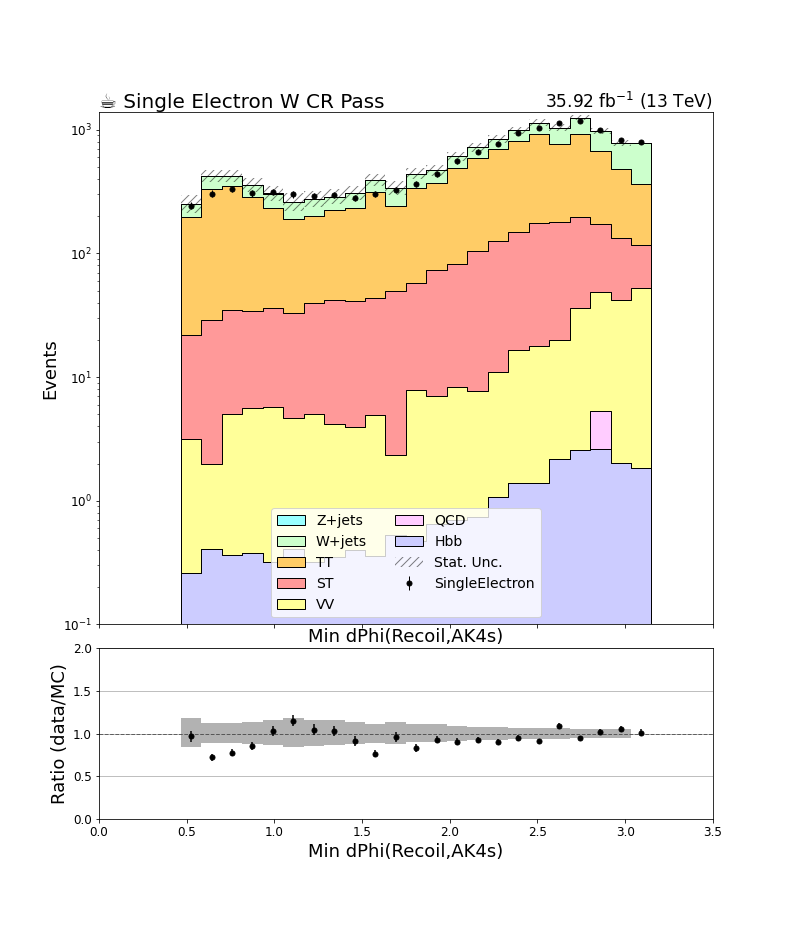 ☕ Single Electron W CR Pass 35.92 fb⁻¹ (13 TeV)
10³
10²
10¹
10⁰
10⁻¹
Events
Z+jets QCD
W+jets Hbb
TT Stat. Unc.
ST SingleElectron
VV
Min dPhi(Recoil,AK4s)
2.0
1.5
1.0
0.5
0.0
Ratio (data/MC)
0.0 0.5 1.0 1.5 2.0 2.5 3.0 3.5
Min dPhi(Recoil,AK4s)